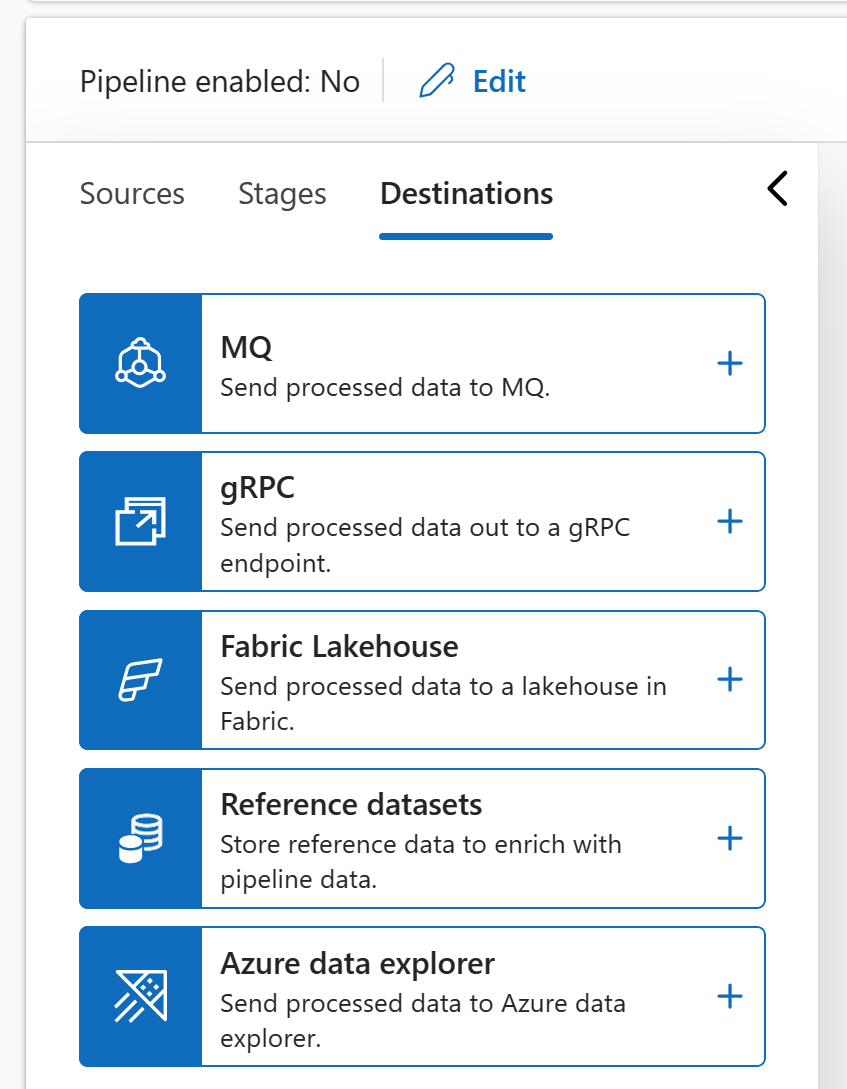 Pipeline enabled: No
Edit
Sources Stages Destinations
MQ
Send processed data to MQ.
gRPC
Send processed data out to a gRPC
endpoint.
Fabric Lakehouse
Send processed data to a lakehouse in
Fabric.
Reference datasets
Store reference data to enrich with
pipeline data.
Azure data explorer
Send processed data to Azure data
explorer.